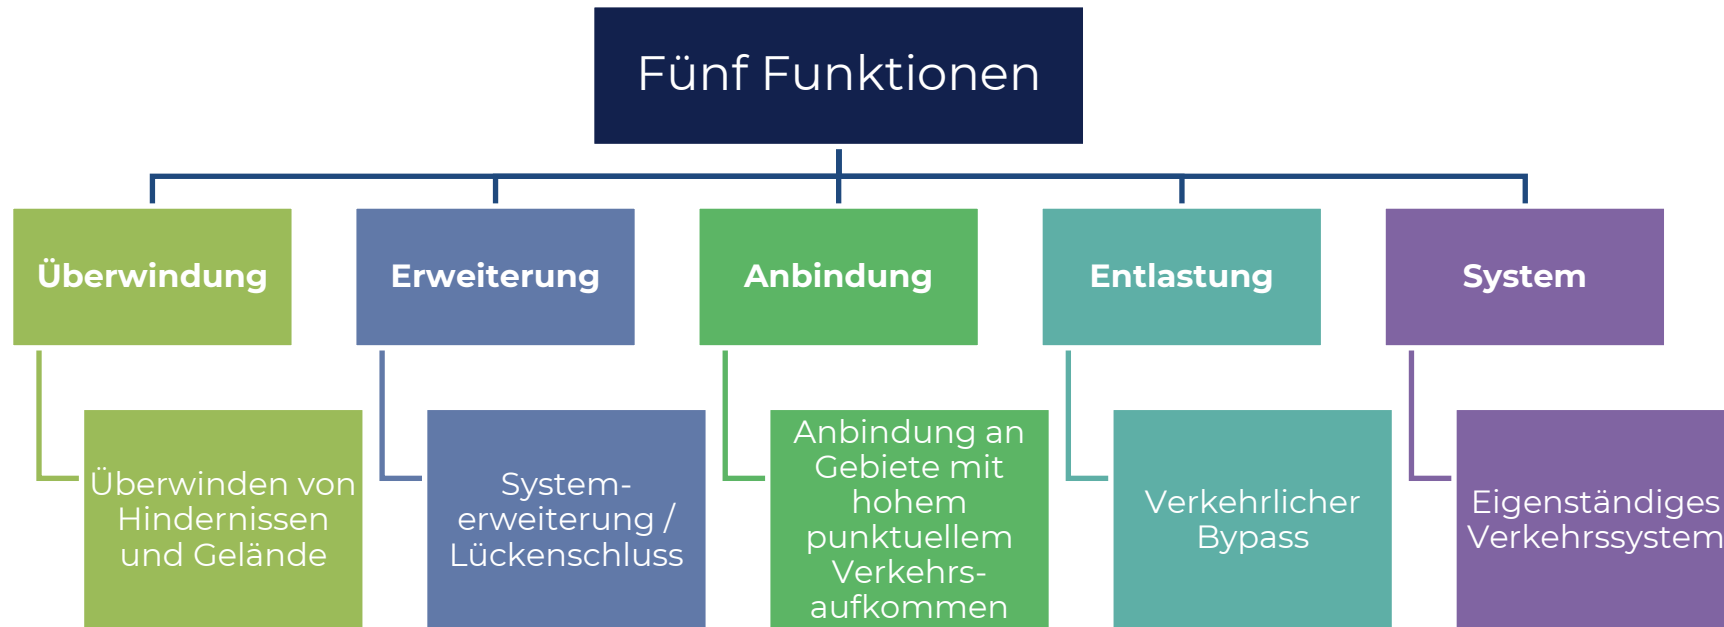 Fünf Funktionen
Überwindung
Erweiterung
Anbindung
Entlastung
System
Überwinden von
Hindernissen
und Gelände
System-
erweiterung /
Lückenschluss
Anbindung an
Gebiete mit
hohem
punktuellem
Verkehrs-
aufkommen
Verkehrlicher
Bypass
Eigenständiges
Verkehrssystem